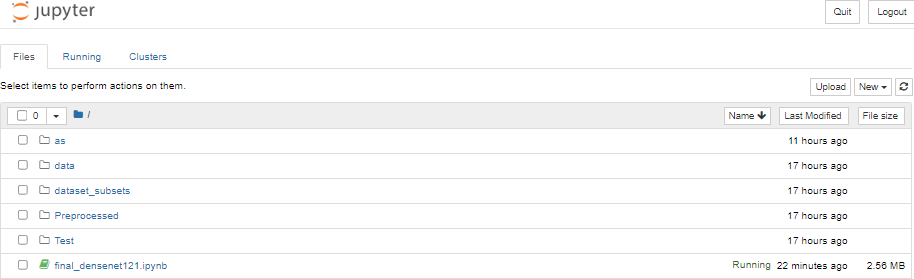 jupyter Quit Logout
Files Running Clusters
Select items to perform actions on them. Upload New
0 / Name Last Modified File size
as 11 hours ago
data 17 hours ago
dataset_subsets 17 hours ago
Preprocessed 17 hours ago
Test 17 hours ago
final_densenet121.ipynb Running 22 minutes ago 2.56 MB